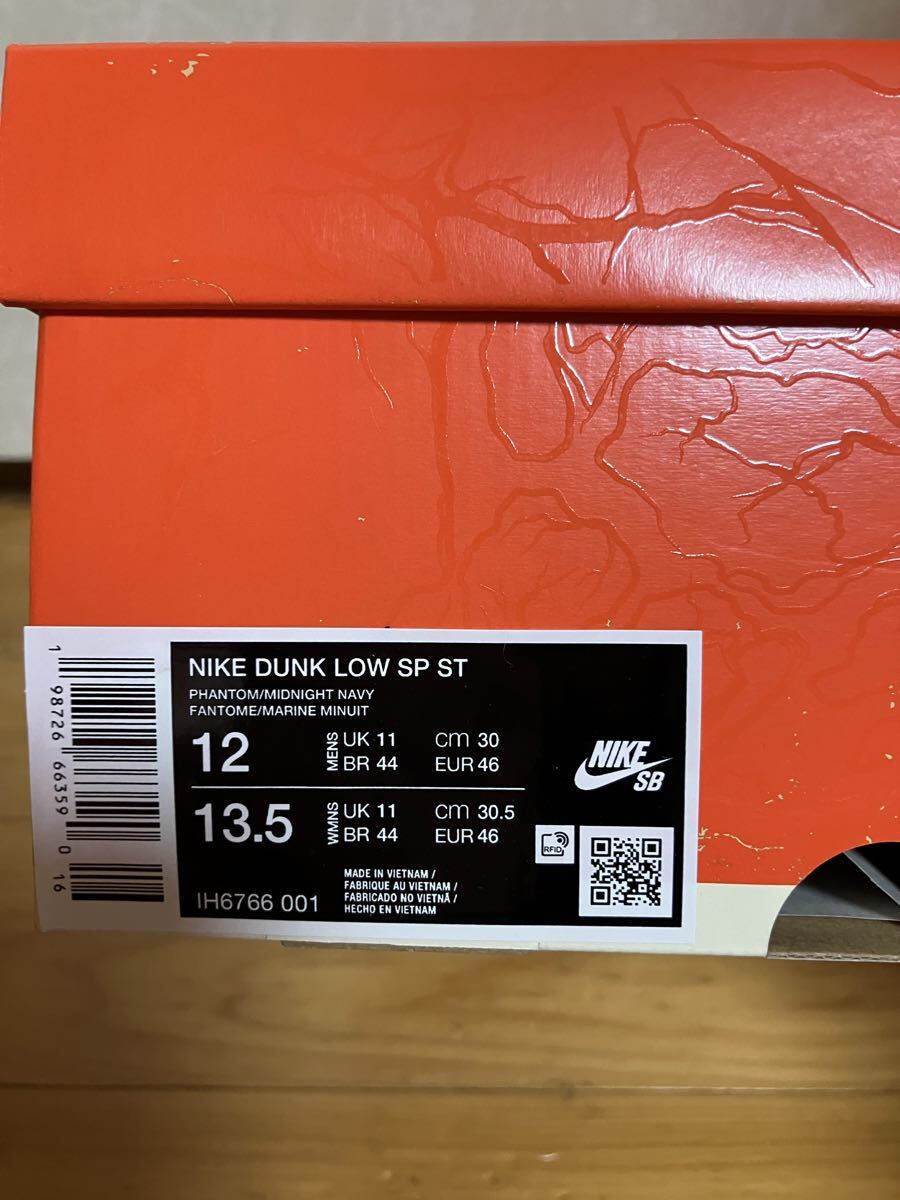 NIKE DUNK LOW SP ST
PHANTOM/MIDNIGHT NAVY
FANTOME/MARINE MINUIT
12 MENS UK 11 cm 30
BR 44 EUR 46
13.5 WMNS UK 11 cm 30.5
BR 44 EUR 46
NIKE
SB
RFID
IH6766 001
MADE IN VIETNAM /
FABRIQUE AU VIETNAM /
FABRICADO NO VIETNÃ /
HECHO EN VIETNAM
1 98726 66359 0 16